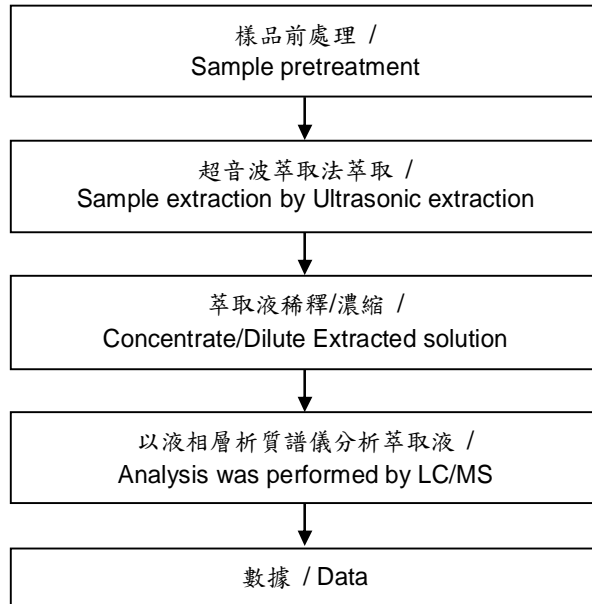 樣品前處理 /
Sample pretreatment
超音波萃取法萃取 /
Sample extraction by Ultrasonic extraction
萃取液稀釋/濃縮 /
Concentrate/Dilute Extracted solution
以液相層析質譜儀分析萃取液 /
Analysis was performed by LC/MS
數據 / Data